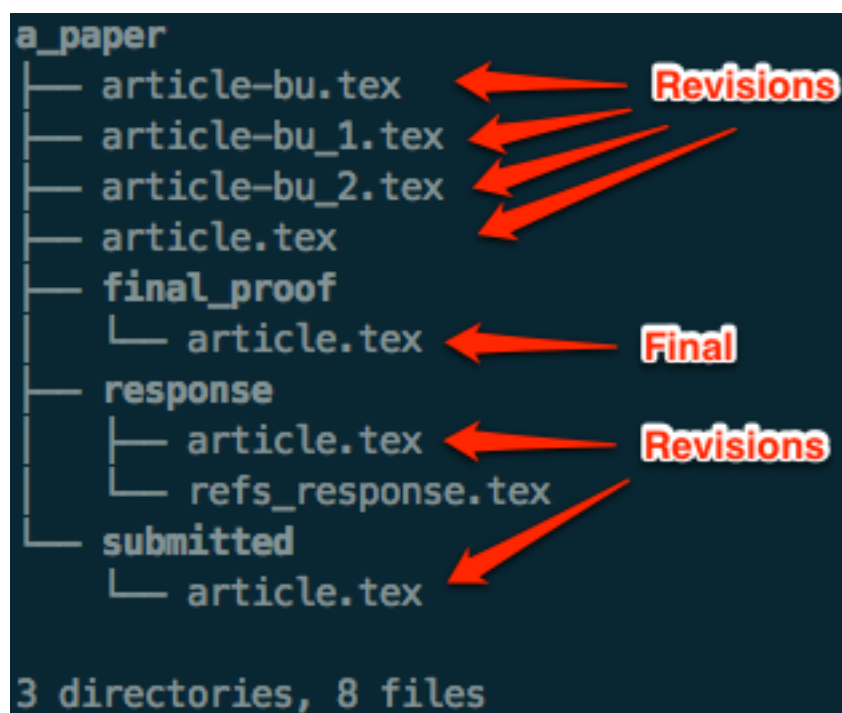 a_paper
├── article-bu.tex Revisions
├── article-bu_1.tex
├── article-bu_2.tex
├── article.tex
├── final_proof
│   └── article.tex Final
├── response
│   ├── article.tex Revisions
│   └── refs_response.tex
└── submitted
    └── article.tex
3 directories, 8 files